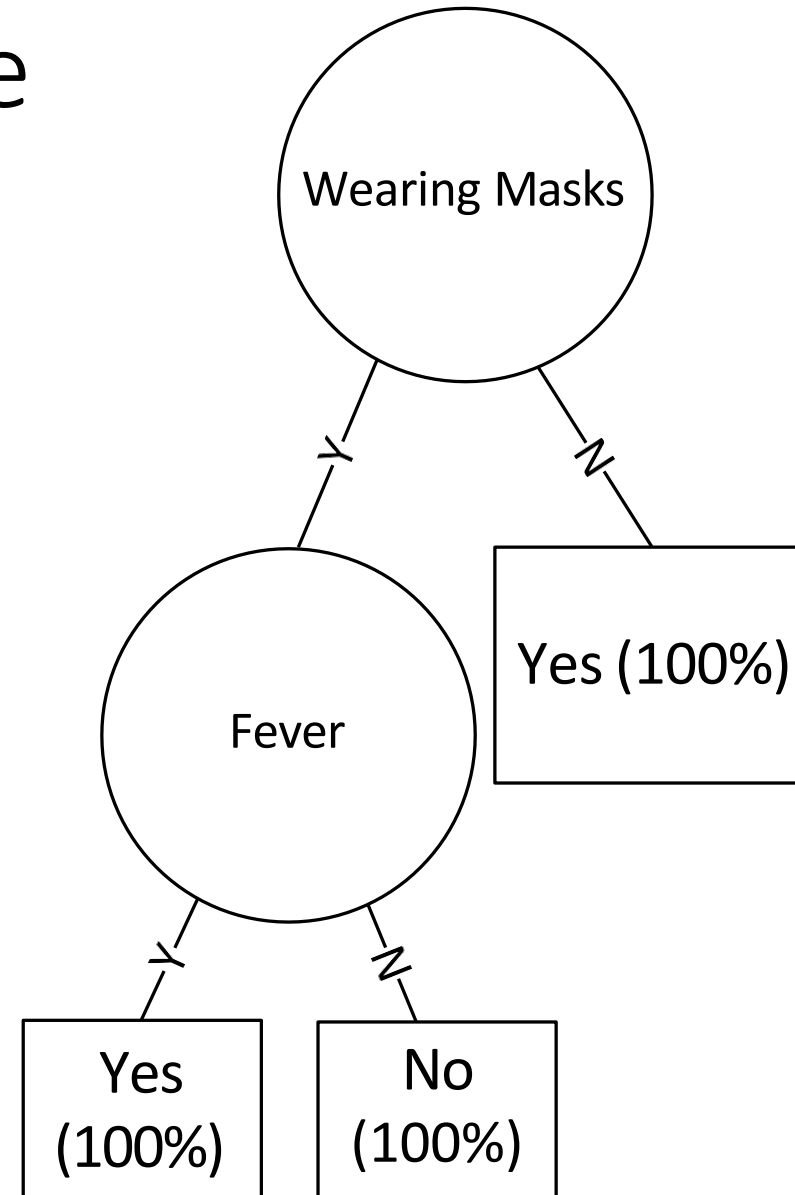 e
Wearing Masks
Y
N
Fever
Yes (100%)
Y
N
Yes
(100%)
No
(100%)